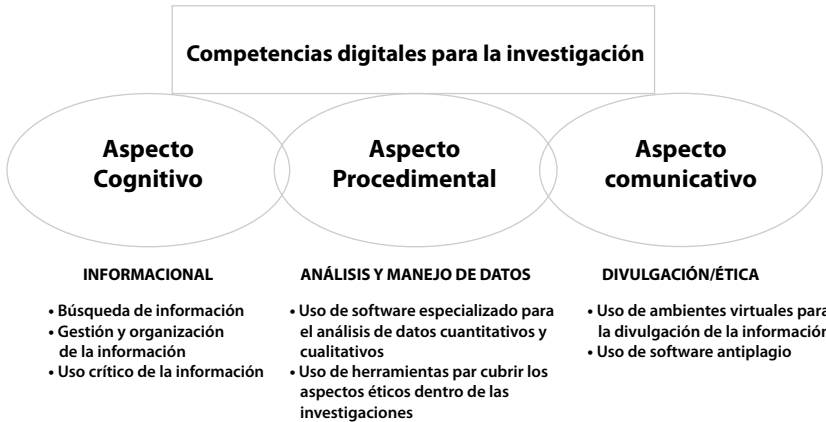 Competencias digitales para la investigación
Aspecto
Cognitivo
Aspecto
Procedimental
Aspecto
comunicativo
INFORMACIONAL
• Búsqueda de información
• Gestión y organización
de la información
• Uso crítico de la información
ANÁLISIS Y MANEJO DE DATOS
• Uso de software especializado para
el análisis de datos cuantitativos y
cualitativos
• Uso de herramientas par cubrir los
aspectos éticos dentro de las
investigaciones
DIVULGACIÓN/ÉTICA
• Uso de ambientes virtuales para
la divulgación de la información
• Uso de software antiplagio